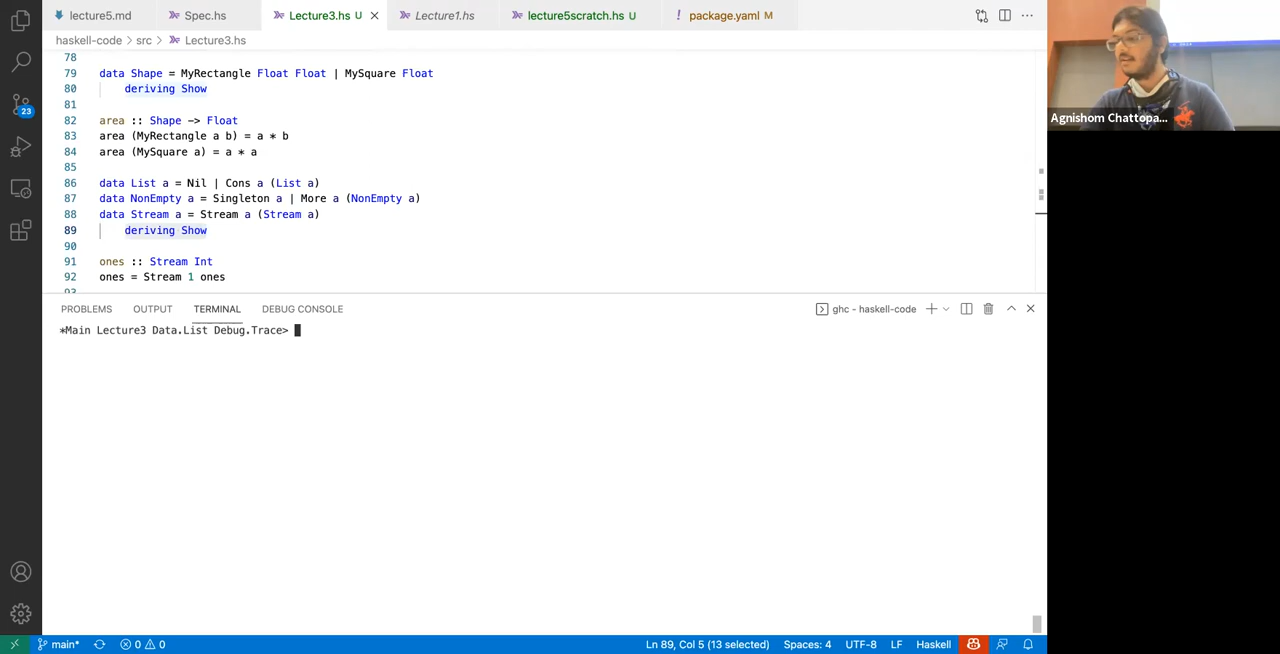 lecture5.md Spec.hs Lecture3.hs U Lecture1.hs lecture5scratch.hs U ! package.yaml M
haskell-code > src > Lecture3.hs
78
79 data Shape = MyRectangle Float Float | MySquare Float
80 deriving Show
81
82 area :: Shape -> Float
83 area (MyRectangle a b) = a * b
84 area (MySquare a) = a * a
85
86 data List a = Nil | Cons a (List a)
87 data NonEmpty a = Singleton a | More a (NonEmpty a)
88 data Stream a = Stream a (Stream a)
89 deriving Show
90
91 ones :: Stream Int
92 ones = Stream 1 ones
93
23
Agnishom Chattopa...
PROBLEMS OUTPUT TERMINAL DEBUG CONSOLE ghc - haskell-code
*Main Lecture3 Data.List Debug.Trace>
main* 0 0 Ln 89, Col 5 (13 selected) Spaces: 4 UTF-8 LF Haskell